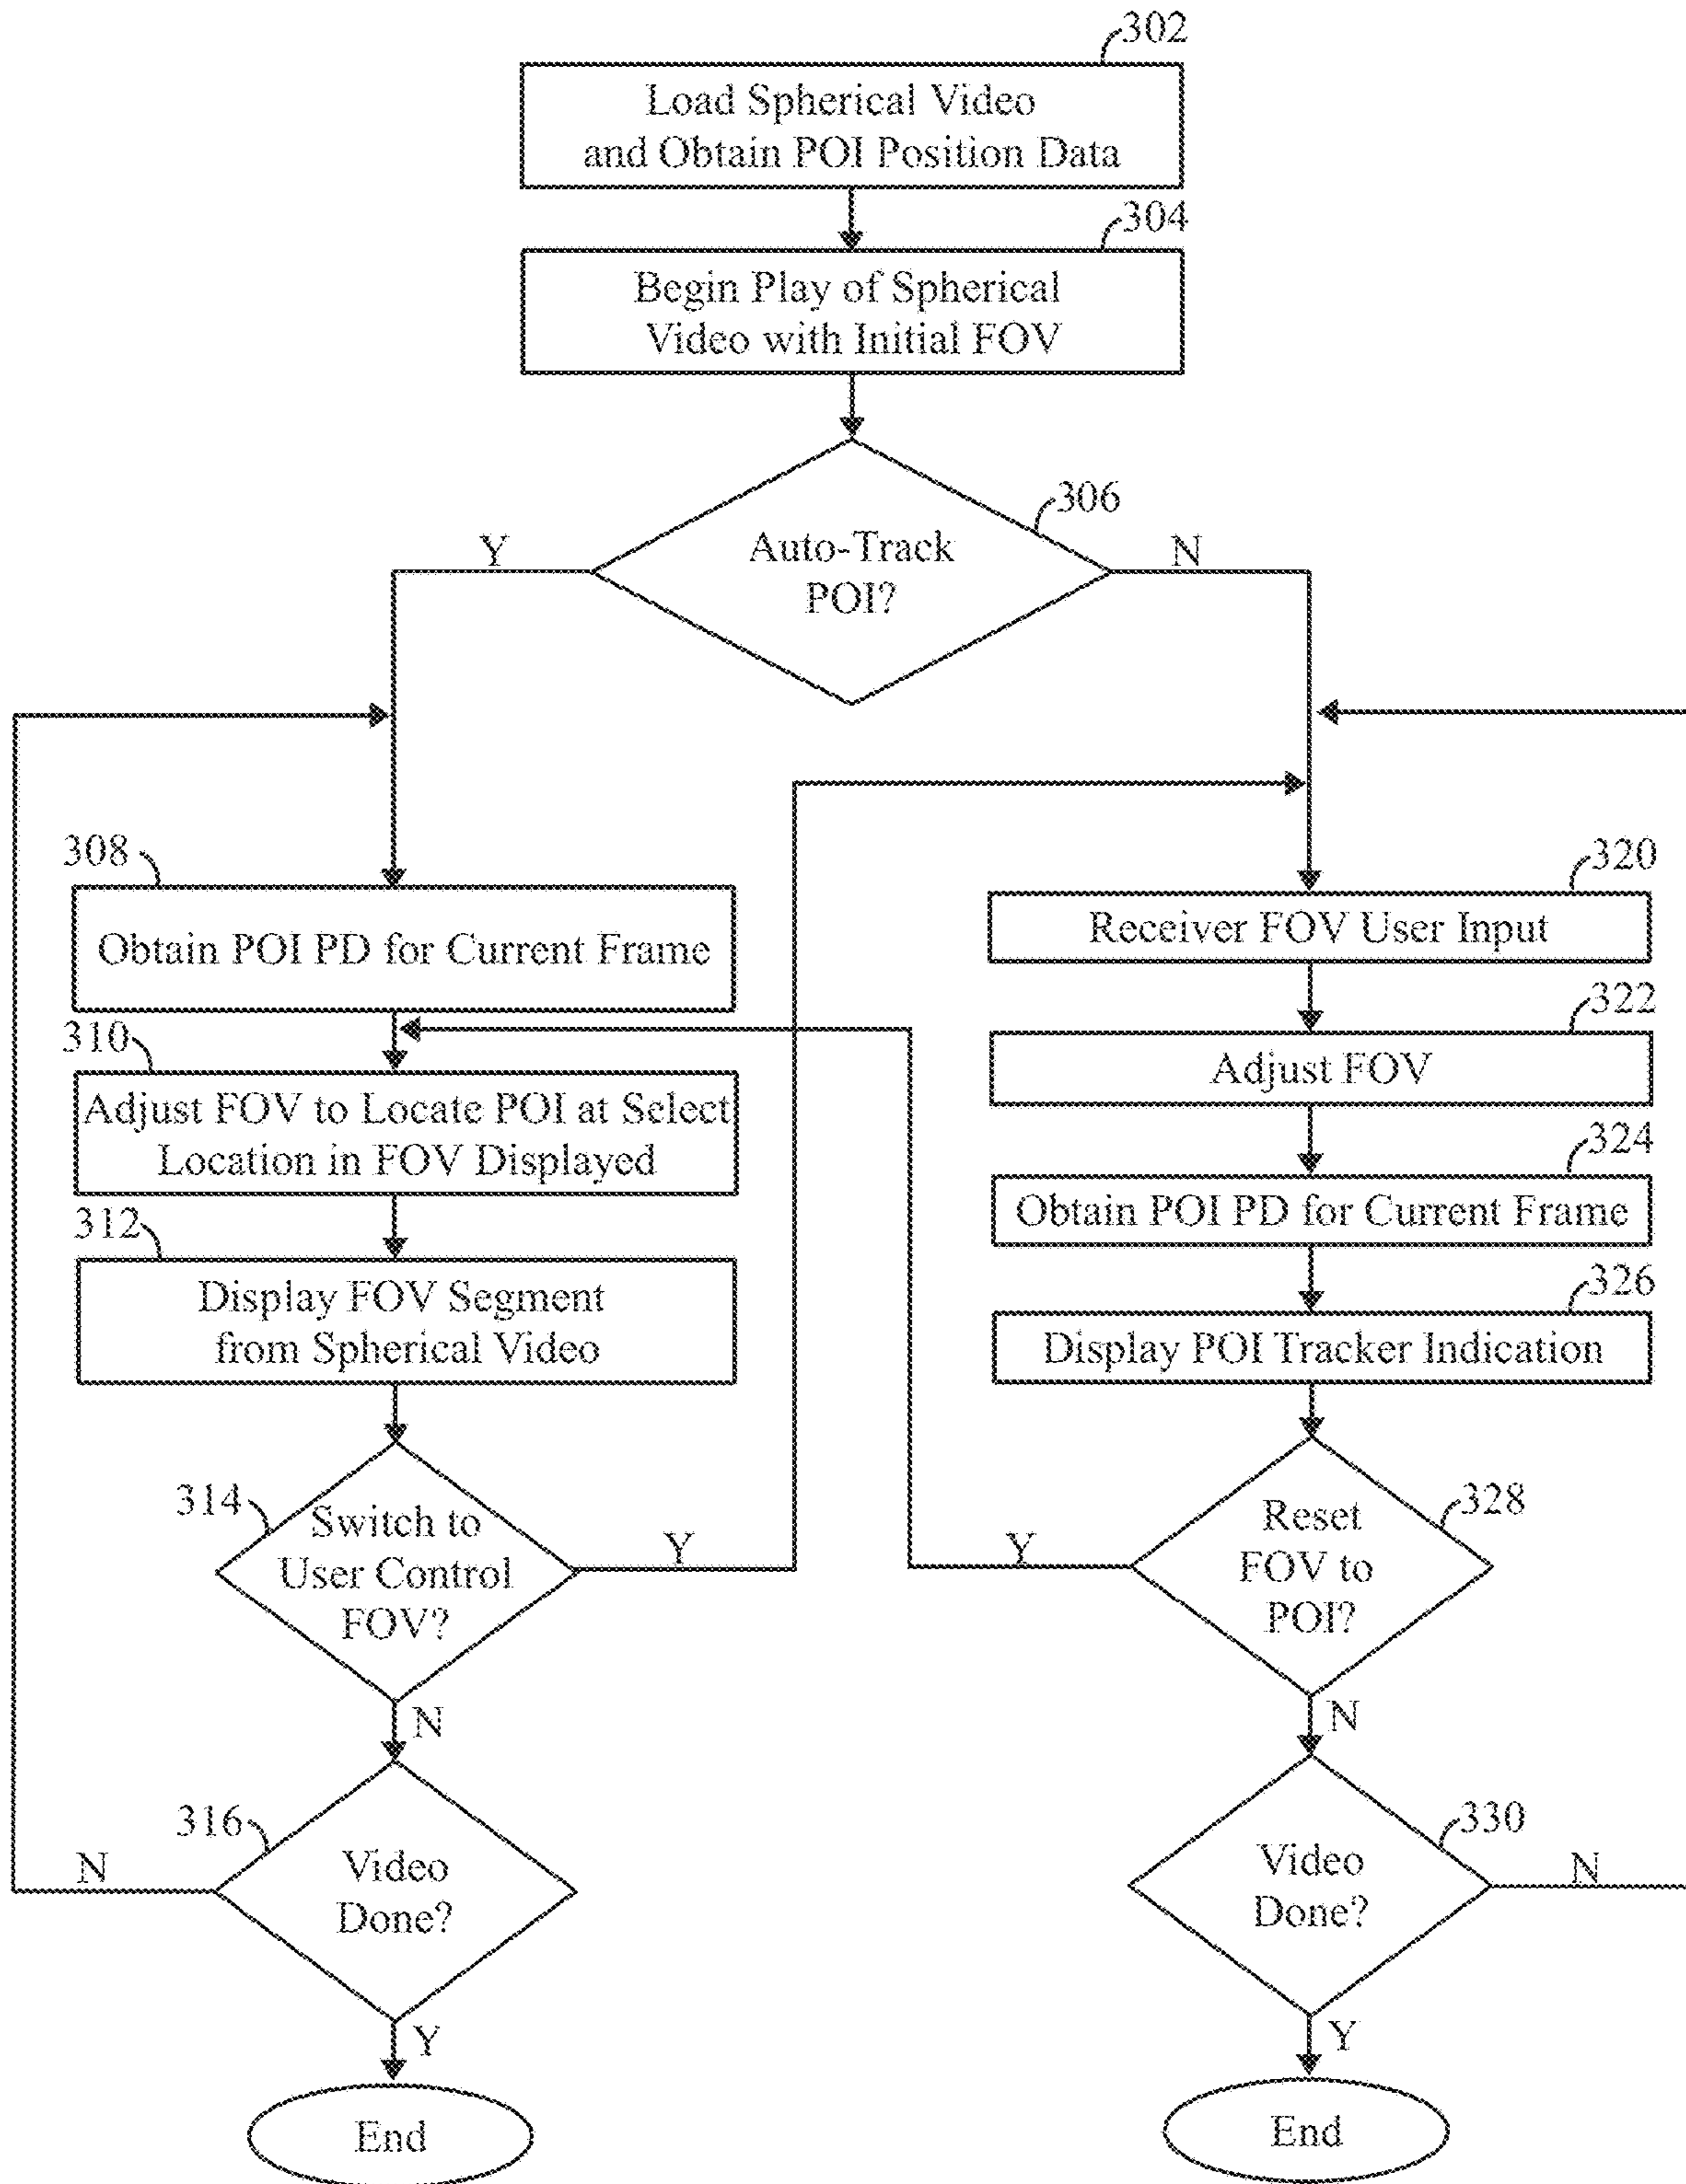 302
Load Spherical Video
and Obtain POI Position Data
304
Begin Play of Spherical
Video with Initial FOV
306
Auto-Track
POI?
Y
N
308
Obtain POI PD for Current Frame
310
Adjust FOV to Locate POI at Select
Location in FOV Displayed
312
Display FOV Segment
from Spherical Video
314
Switch to
User Control
FOV?
Y
N
316
Video
Done?
N
Y
End
320
Receiver FOV User Input
322
Adjust FOV
324
Obtain POI PD for Current Frame
326
Display POI Tracker Indication
328
Reset
FOV to
POI?
Y
N
330
Video
Done?
N
Y
End